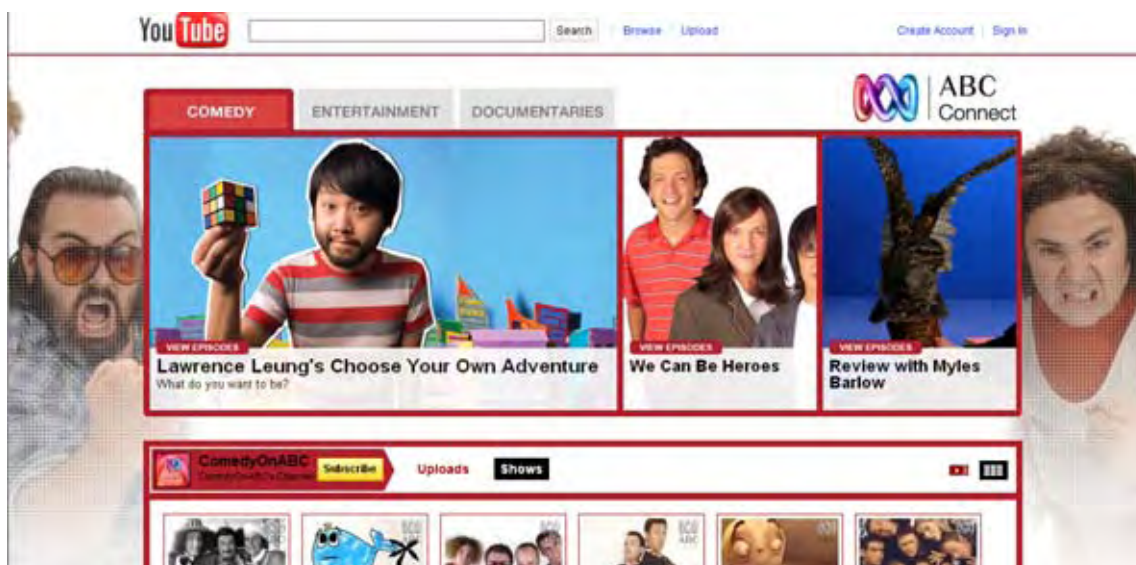 YouTube
Search Browse Upload Create Account Sign In
COMEDY ENTERTAINMENT DOCUMENTARIES
ABC
Connect
VIEW EPISODES
Lawrence Leung's Choose Your Own Adventure
What do you want to be?
VIEW EPISODES
We Can Be Heroes
VIEW EPISODES
Review with Myles
Barlow
ComedyOnABC
ComedyOnABC's Channel
Subscribe Uploads Shows